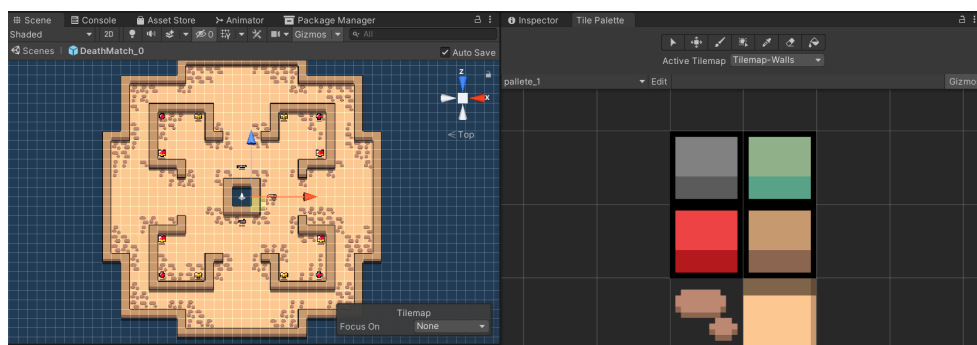 Scene Console Asset Store Animator Package Manager
Shaded 2D 0 Gizmos All
Scenes DeathMatch_0 Auto Save
z
x
Top
Tilemap
Focus On None
Inspector Tile Palette
Active Tilemap Tilemap-Walls
pallete_1 Edit Gizmo